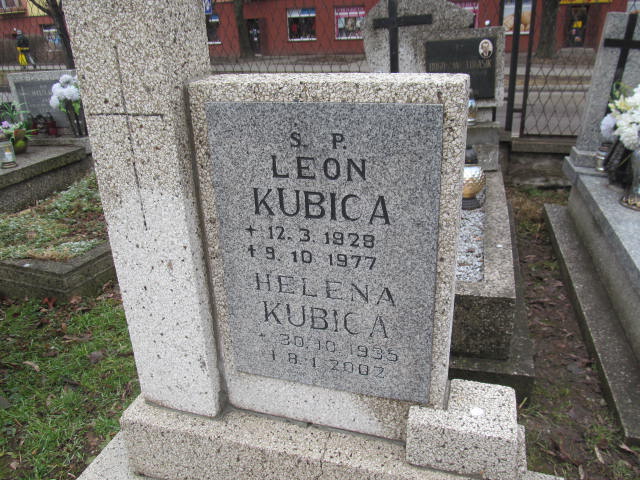 Ś. P.
LEON
KUBICA
+ 12. 3. 1928
+ 9. 10 1977
HELENA
KUBICA
30.10.1935
+ 8. 1. 2002